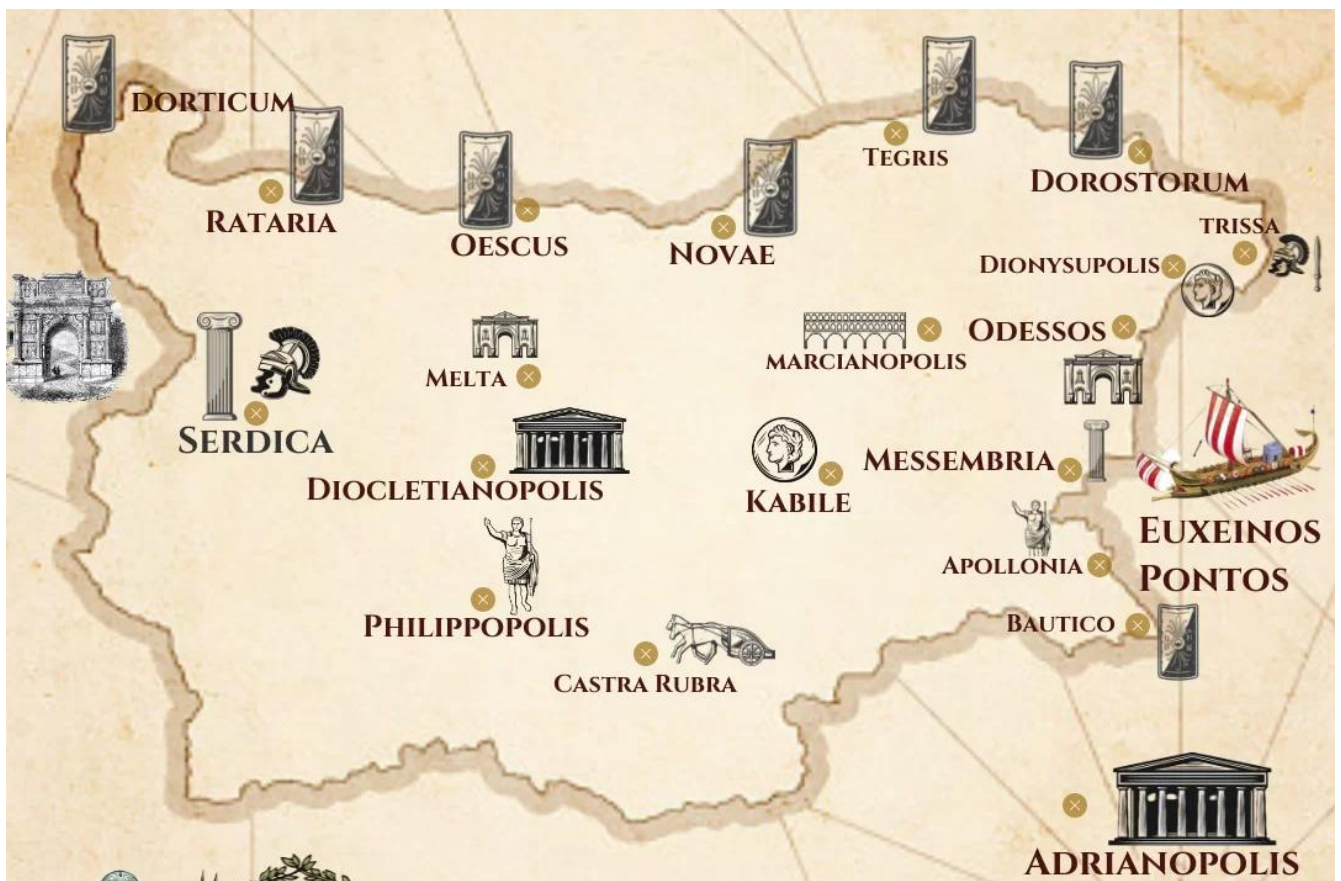 DORTICUM
TEGRIS
DOROSTORUM
RATARIA
OESCUS
NOVAE
TRISSA
DIONYSUPOLIS
ODESSOS
MARCIANOPOLIS
MELTA
SERDICA
DIOCLETIANOPOLIS
KABILE
MESSEMBRIA
EUXEINOS
PONTOS
APOLLONIA
BAUTICO
PHILIPPOPOLIS
CASTRA RUBRA
ADRIANOPOLIS